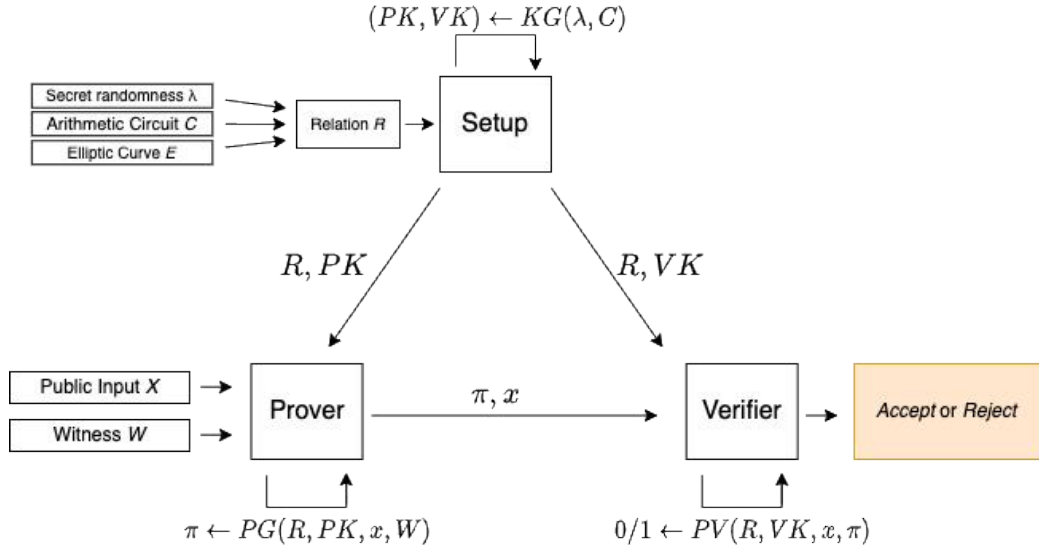 (PK, VK) ← KG(λ, C)
Secret randomness λ
Arithmetic Circuit C
Elliptic Curve E
Relation R
Setup
R, PK
R, VK
Public Input X
Witness W
Prover
π, x
Verifier
Accept or Reject
π ← PG(R, PK, x, W)
0/1 ← PV(R, VK, x, π)